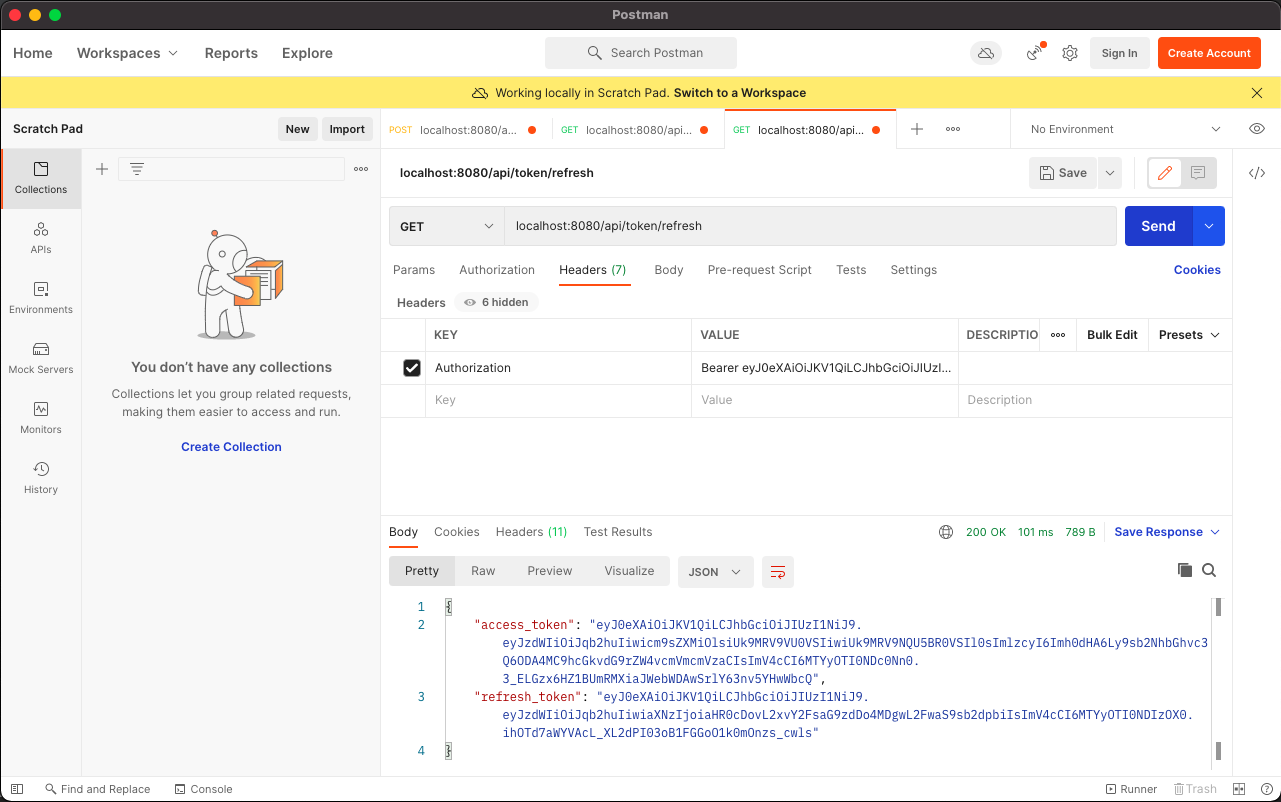 Postman
Home Workspaces Reports Explore Search Postman Sign In Create Account
Working locally in Scratch Pad. Switch to a Workspace
Scratch Pad New Import
POST localhost:8080/a... GET localhost:8080/api... GET localhost:8080/api... No Environment
Collections
APIs
Environments
Mock Servers
Monitors
History
You don't have any collections
Collections let you group related requests,
making them easier to access and run.
Create Collection
localhost:8080/api/token/refresh Save
GET localhost:8080/api/token/refresh Send
Params Authorization Headers (7) Body Pre-request Script Tests Settings Cookies
Headers 6 hidden
KEY VALUE DESCRIPTIO Bulk Edit Presets
Authorization Bearer eyJ0eXAiOiJKV1QiLCJhbGciOiJIUzI...
Key Value Description
Body Cookies Headers (11) Test Results 200 OK 101 ms 789 B Save Response
Pretty Raw Preview Visualize JSON
1 {
2 "access_token": "eyJ0eXAiOiJKV1QiLCJhbGciOiJIUzI1NiJ9.
eyJzdWIiOiJqb2huIiwicm9sZXMiOlsiUk9MRV9VU0VSIiwiUk9MRV9NQU5BR0VSIl0sImlzcyI6Imh0dHA6Ly9sb2NhbGhvc3
Q6ODA4MC9hcGkvdG9rZW4vcmVmcmVzaCIsImV4cCI6MTYyOTI0NDc0Nn0.
3_ELGzx6HZ1BUmRMXiaJWebWDAwSrlY63nv5YHwWbcQ",
3 "refresh_token": "eyJ0eXAiOiJKV1QiLCJhbGciOiJIUzI1NiJ9.
eyJzdWIiOiJqb2huIiwiaXNzIjoiaHR0cDovL2xvY2FsaG9zdDo4MDgwL2FwaS9sb2dpbiIsImV4cCI6MTYyOTI0NDIzOX0.
ihOTd7aWYVAcL_XL2dPI03oB1FGGoO1k0mOnzs_cwls"
4 }
Find and Replace Console Runner Trash